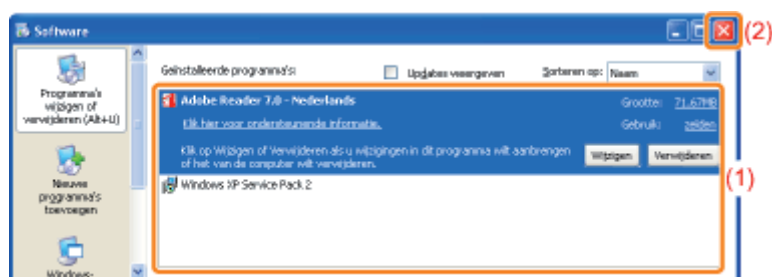 Software
(2)
Geïnstalleerde programma's:
Updates weergeven
Sorteren op: Naam
Programma's
wijzigen of
verwijderen (Alt+U)
Adobe Reader 7.0 - Nederlands
Grootte: 71.67MB
Klik hier voor ondersteunende informatie.
Gebruik: zelden
Klik op Wijzigen of Verwijderen als u wijzigingen in dit programma wilt aanbrengen
of het van de computer wilt verwijderen.
Wijzigen
Verwijderen
(1)
Windows XP Service Pack 2
Nieuwe
programma's
toevoegen
Windows-